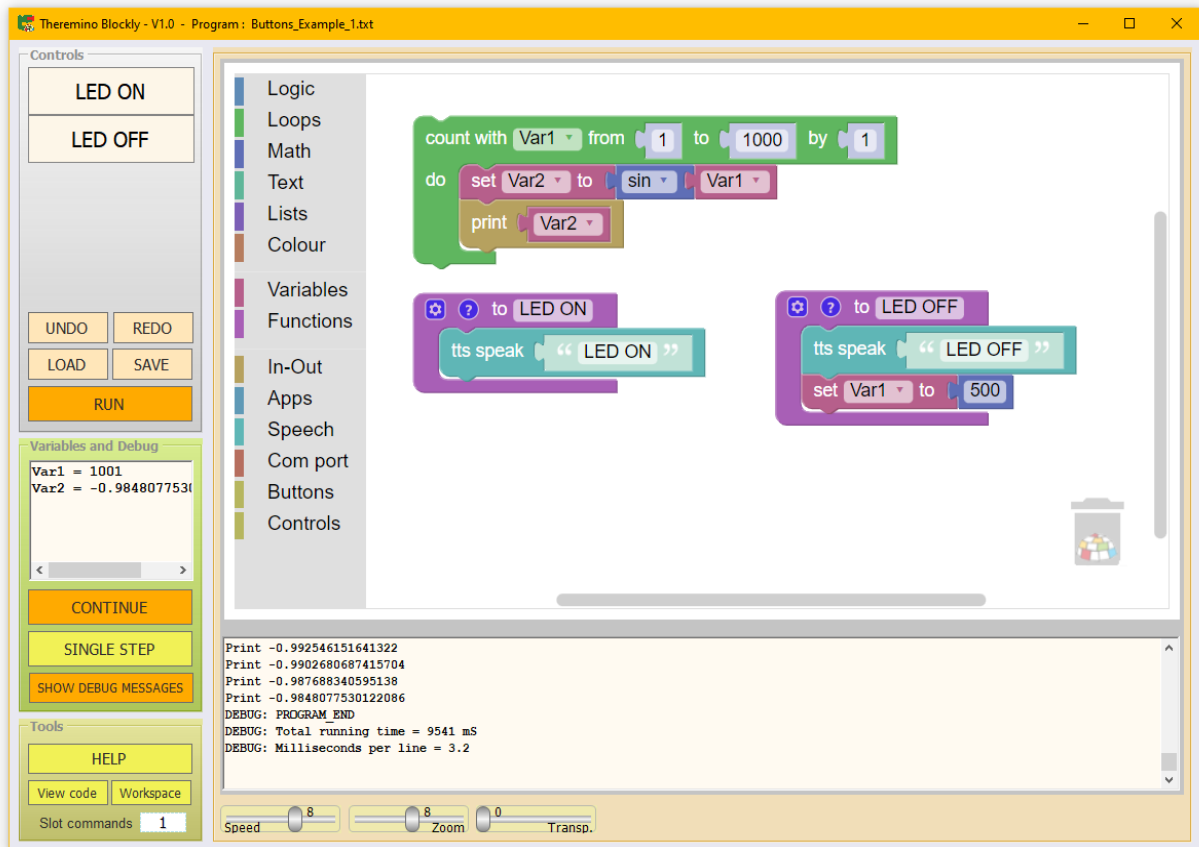 Theremino Blockly - V1.0 - Program : Buttons_Example_1.txt
Controls
LED ON
LED OFF
UNDO REDO
LOAD SAVE
RUN
Variables and Debug
Var1 = 1001
Var2 = -0.984807753
CONTINUE
SINGLE STEP
SHOW DEBUG MESSAGES
Tools
HELP
View code Workspace
Slot commands 1
Logic
Loops
Math
Text
Lists
Colour
Variables
Functions
In-Out
Apps
Speech
Com port
Buttons
Controls
count with Var1 from 1 to 1000 by 1
do set Var2 to sin Var1
print Var2
? to LED ON
tts speak “ LED ON ”
? to LED OFF
tts speak “ LED OFF ”
set Var1 to 500
Print -0.992546151641322
Print -0.9902680687415704
Print -0.987688340595138
Print -0.9848077530122086
DEBUG: PROGRAM_END
DEBUG: Total running time = 9541 mS
DEBUG: Milliseconds per line = 3.2
Speed 8
8 Zoom
0 Transp.